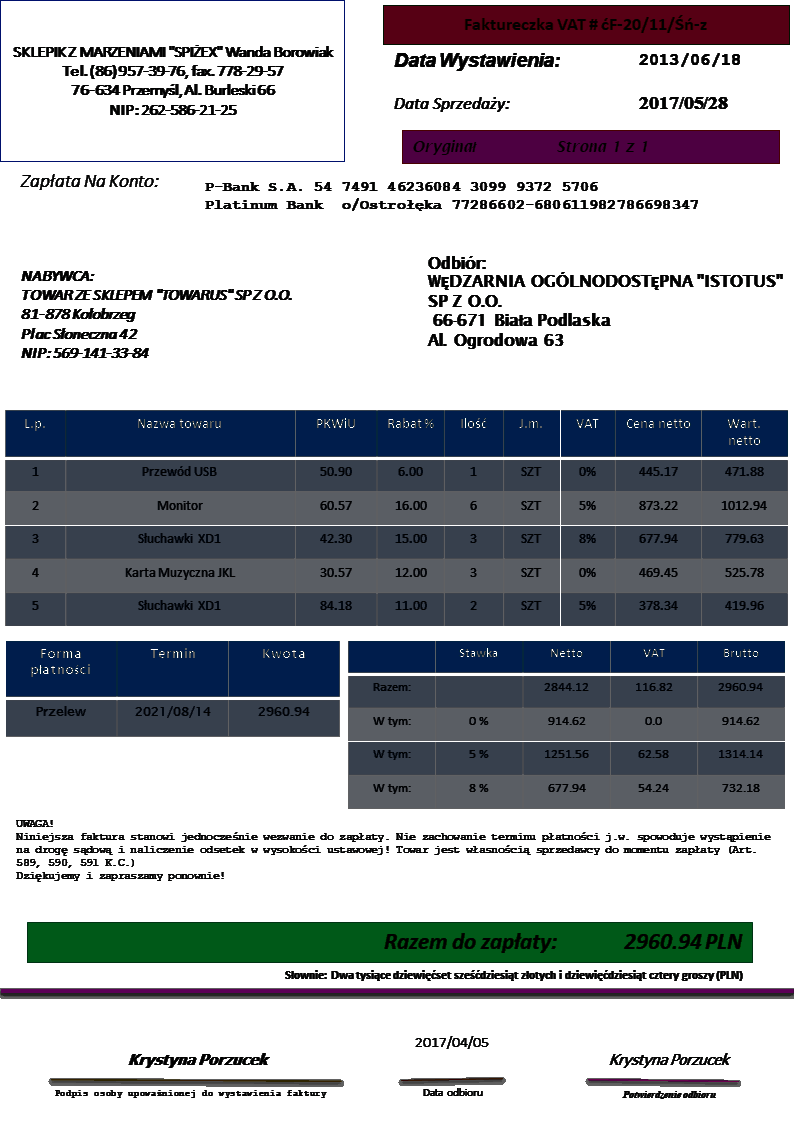 SKLEPIK Z MARZENIAMI "SPIŻEX" Wanda Borowiak
Tel. (86) 957-39-76, fax. 778-29-57
76-634 Przemyśl, Al. Burleski 66
NIP: 262-586-21-25
Faktureczka VAT # ćF-20/11/Śń-z
Data Wystawienia: 2013/06/18
Data Sprzedaży: 2017/05/28
Oryginał Strona 1 z 1
Zapłata Na Konto:
P-Bank S.A. 54 7491 46236084 3099 9372 5706
Platinum Bank o/Ostrołęka 77286602-680611982786698347
NABYWCA:
TOWARZE SKLEPEM "TOWARUS" SP Z O.O.
81-878 Kołobrzeg
Plac Słoneczna 42
NIP: 569-141-33-84
Odbiór:
WĘDZARNIA OGÓLNODOSTĘPNA "ISTOTUS"
SP Z O.O.
66-671 Biała Podlaska
Al. Ogrodowa 63
L.p. Nazwa towaru PKWiU Rabat % Ilość J.m. VAT Cena netto Wart. netto
1 Przewód USB 50.90 6.00 1 SZT 0% 445.17 471.88
2 Monitor 60.57 16.00 6 SZT 5% 873.22 1012.94
3 Słuchawki XD1 42.30 15.00 3 SZT 8% 677.94 779.63
4 Karta Muzyczna JKL 30.57 12.00 3 SZT 0% 469.45 525.78
5 Słuchawki XD1 84.18 11.00 2 SZT 5% 378.34 419.96
Forma płatności Termin Kwota
Przelew 2021/08/14 2960.94
Stawka Netto VAT Brutto
Razem: 2844.12 116.82 2960.94
W tym: 0 % 914.62 0.0 914.62
W tym: 5 % 1251.56 62.58 1314.14
W tym: 8 % 677.94 54.24 732.18
UWAGA!
Niniejsza faktura stanowi jednocześnie wezwanie do zapłaty. Nie zachowanie terminu płatności j.w. spowoduje wystąpienie
na drogę sądową i naliczenie odsetek w wysokości ustawowej! Towar jest własnością sprzedawcy do momentu zapłaty (Art.
589, 590, 591 K.C.)
Dziękujemy i zapraszamy ponownie!
Razem do zapłaty: 2960.94 PLN
Słownie: Dwa tysiące dziewięćset sześćdziesiąt złotych i dziewięćdziesiąt cztery groszy (PLN)
2017/04/05
Krystyna Porzucek Krystyna Porzucek
Podpis osoby upoważnionej do wystawienia faktury Data odbioru Potwierdzenie odbioru